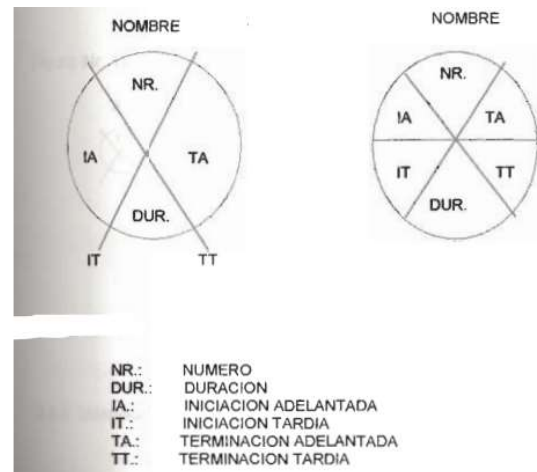 NOMBRE
NR.
IA
TA
DUR.
IT
TT
NOMBRE
NR.
IA
TA
IT
TT
DUR.
NR.: NUMERO
DUR.: DURACION
IA.: INICIACION ADELANTADA
IT.: INICIACION TARDIA
TA.: TERMINACION ADELANTADA
TT.: TERMINACION TARDIA